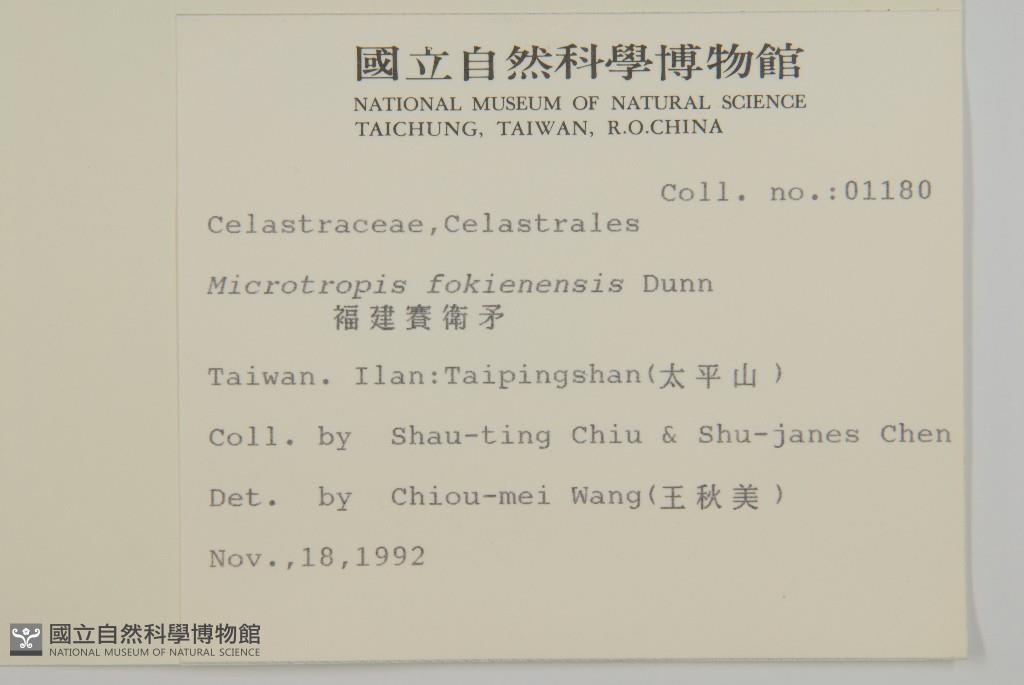 國立自然科學博物館
NATIONAL MUSEUM OF NATURAL SCIENCE
TAICHUNG, TAIWAN, R.O.CHINA
Coll. no.:01180
Celastraceae,Celastrales
Microtropis fokienensis Dunn
福建賽衛矛
Taiwan. Ilan:Taipingshan(太平山)
Coll. by Shau-ting Chiu & Shu-janes Chen
Det. by Chiou-mei Wang(王秋美)
Nov.,18,1992
國立自然科學博物館
NATIONAL MUSEUM OF NATURAL SCIENCE